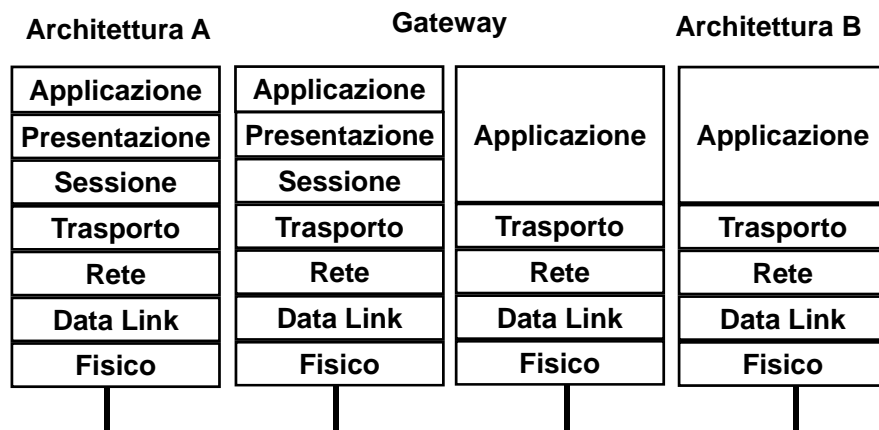 Architettura A
Gateway
Architettura B
Applicazione
Presentazione
Sessione
Trasporto
Rete
Data Link
Fisico
Applicazione
Presentazione
Sessione
Trasporto
Rete
Data Link
Fisico
Applicazione
Trasporto
Rete
Data Link
Fisico
Applicazione
Trasporto
Rete
Data Link
Fisico